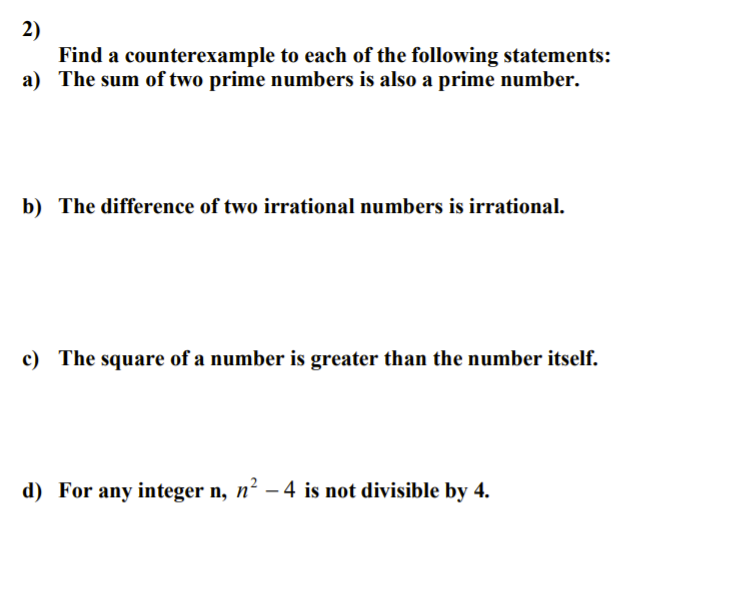 2)
Find a counterexample to each of the following statements:
a) The sum of two prime numbers is also a prime number.
b) The difference of two irrational numbers is irrational.
c) The square of a number is greater than the number itself.
d) For any integer n, n² – 4 is not divisible by 4.